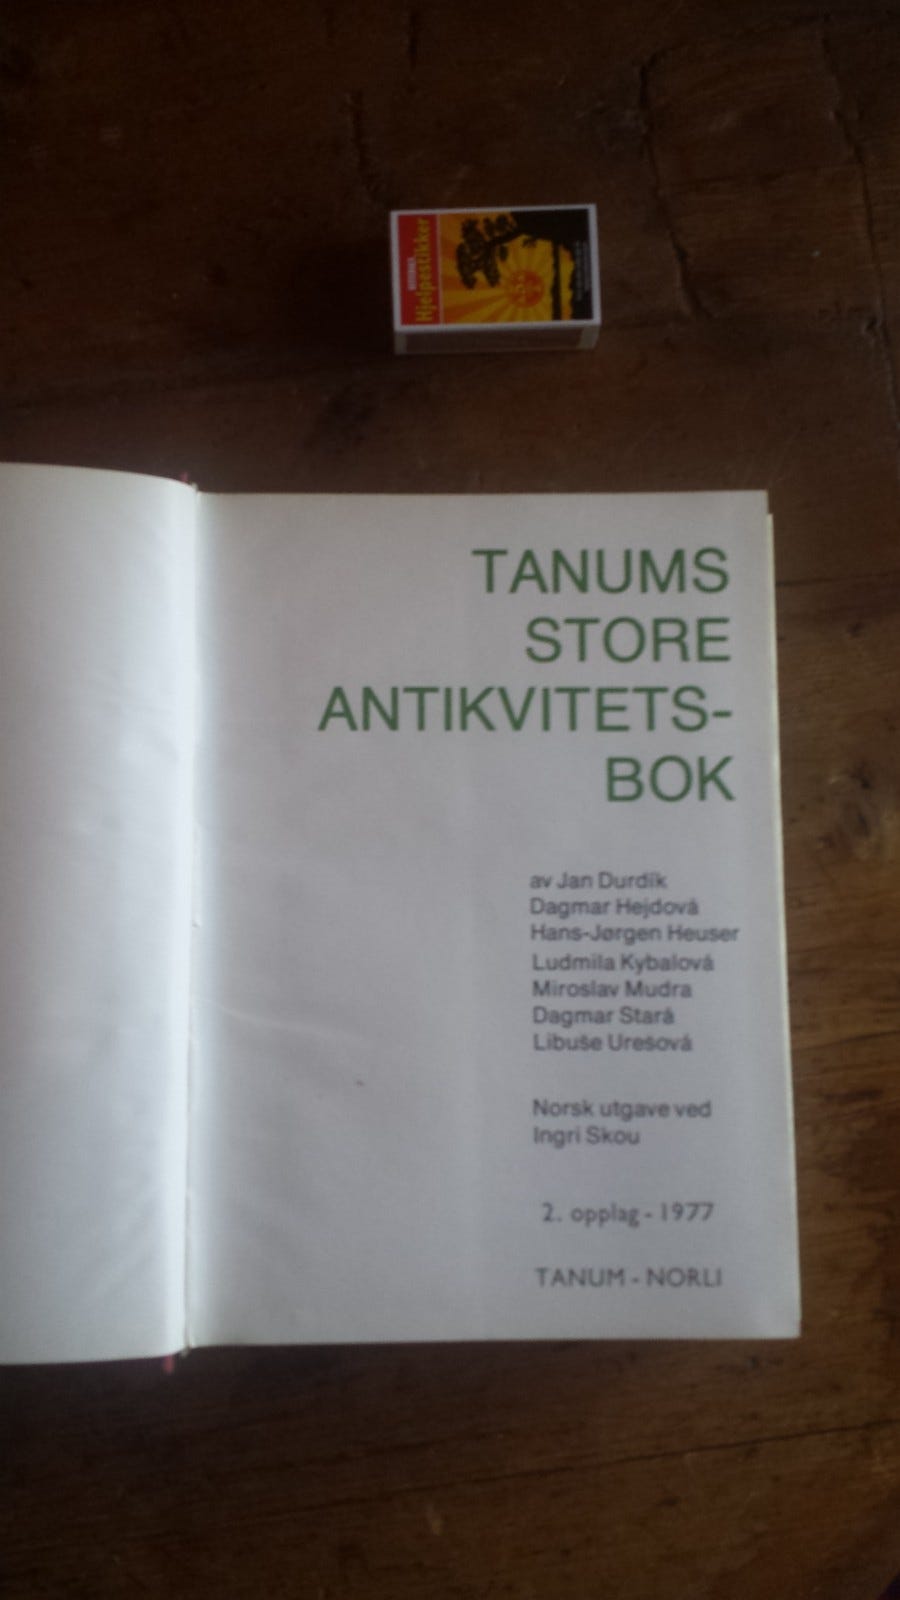 Hjelpestikker
TANUMS
STORE
ANTIKVITETS-
BOK
av Jan Durdík
Dagmar Hejdová
Hans-Jørgen Heuser
Ludmila Kybalová
Miroslav Mudra
Dagmar Stará
Libuše Urešová
Norsk utgave ved
Ingri Skou
2. opplag - 1977
TANUM - NORLI